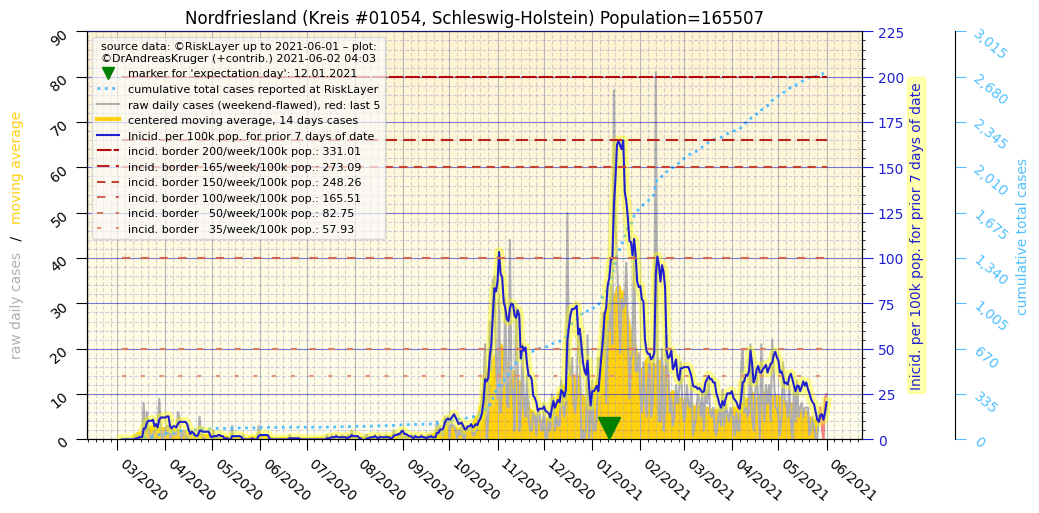 Nordfriesland (Kreis #01054, Schleswig-Holstein) Population=165507
source data: ©RiskLayer up to 2021-06-01 – plot:
©DrAndreasKruger (+contrib.) 2021-06-02 04:03
marker for 'expectation day': 12.01.2021
cumulative total cases reported at RiskLayer
raw daily cases (weekend-flawed), red: last 5
centered moving average, 14 days cases
Inicid. per 100k pop. for prior 7 days of date
incid. border 200/week/100k pop.: 331.01
incid. border 165/week/100k pop.: 273.09
incid. border 150/week/100k pop.: 248.26
incid. border 100/week/100k pop.: 165.51
incid. border 50/week/100k pop.: 82.75
incid. border 35/week/100k pop.: 57.93
raw daily cases / moving average
90
80
70
60
50
40
30
20
10
0
225
200
175
150
125
100
75
50
25
0
Inicid. per 100k pop. for prior 7 days of date
3,015
2,680
2,345
2,010
1,675
1,340
1,005
670
335
0
cumulative total cases
03/2020
04/2020
05/2020
06/2020
07/2020
08/2020
09/2020
10/2020
11/2020
12/2020
01/2021
02/2021
03/2021
04/2021
05/2021
06/2021